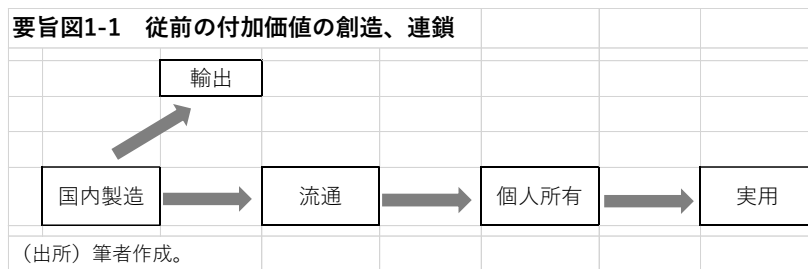 要旨図1-1　従前の付加価値の創造、連鎖
輸出
国内製造
流通
個人所有
実用
（出所）筆者作成。